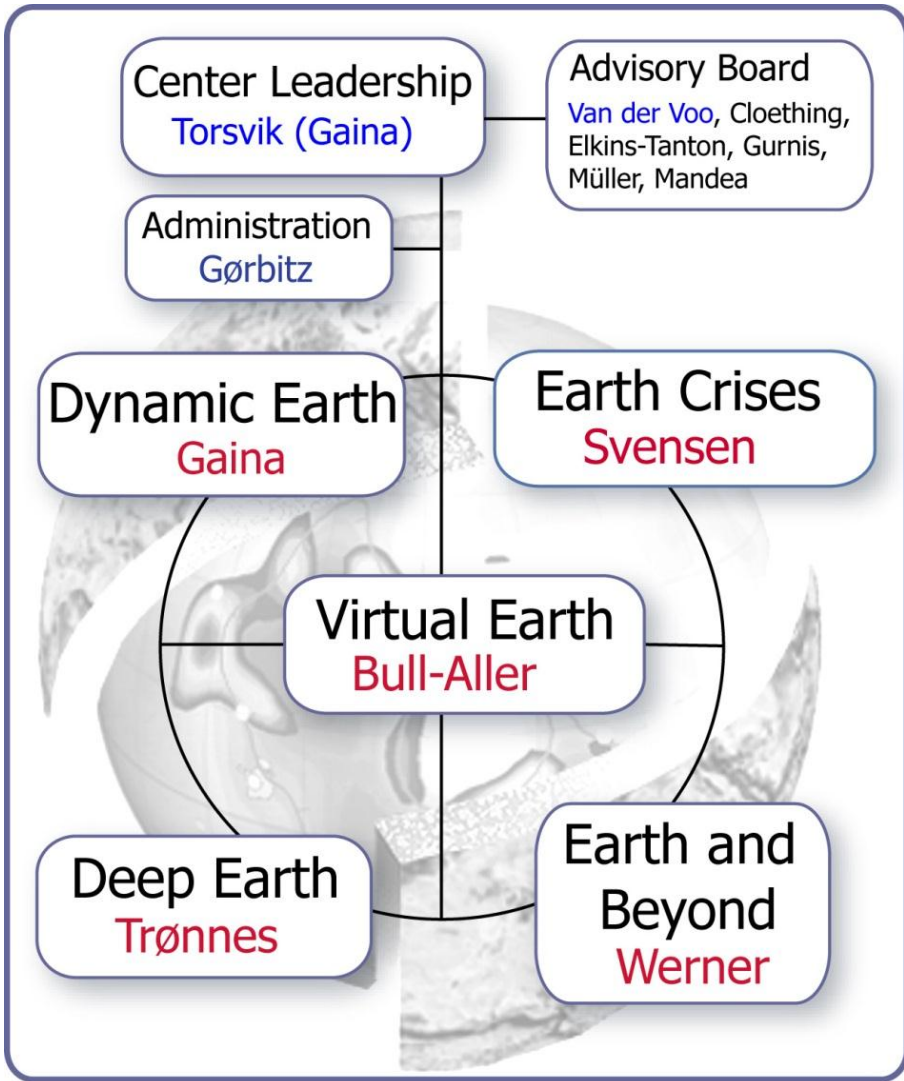 Center Leadership
Torsvik (Gaina)
Advisory Board
Van der Voo, Cloething,
Elkins-Tanton, Gurnis,
Müller, Mandea
Administration
Gørbitz
Dynamic Earth
Gaina
Earth Crises
Svensen
Virtual Earth
Bull-Aller
Deep Earth
Trønnes
Earth and
Beyond
Werner